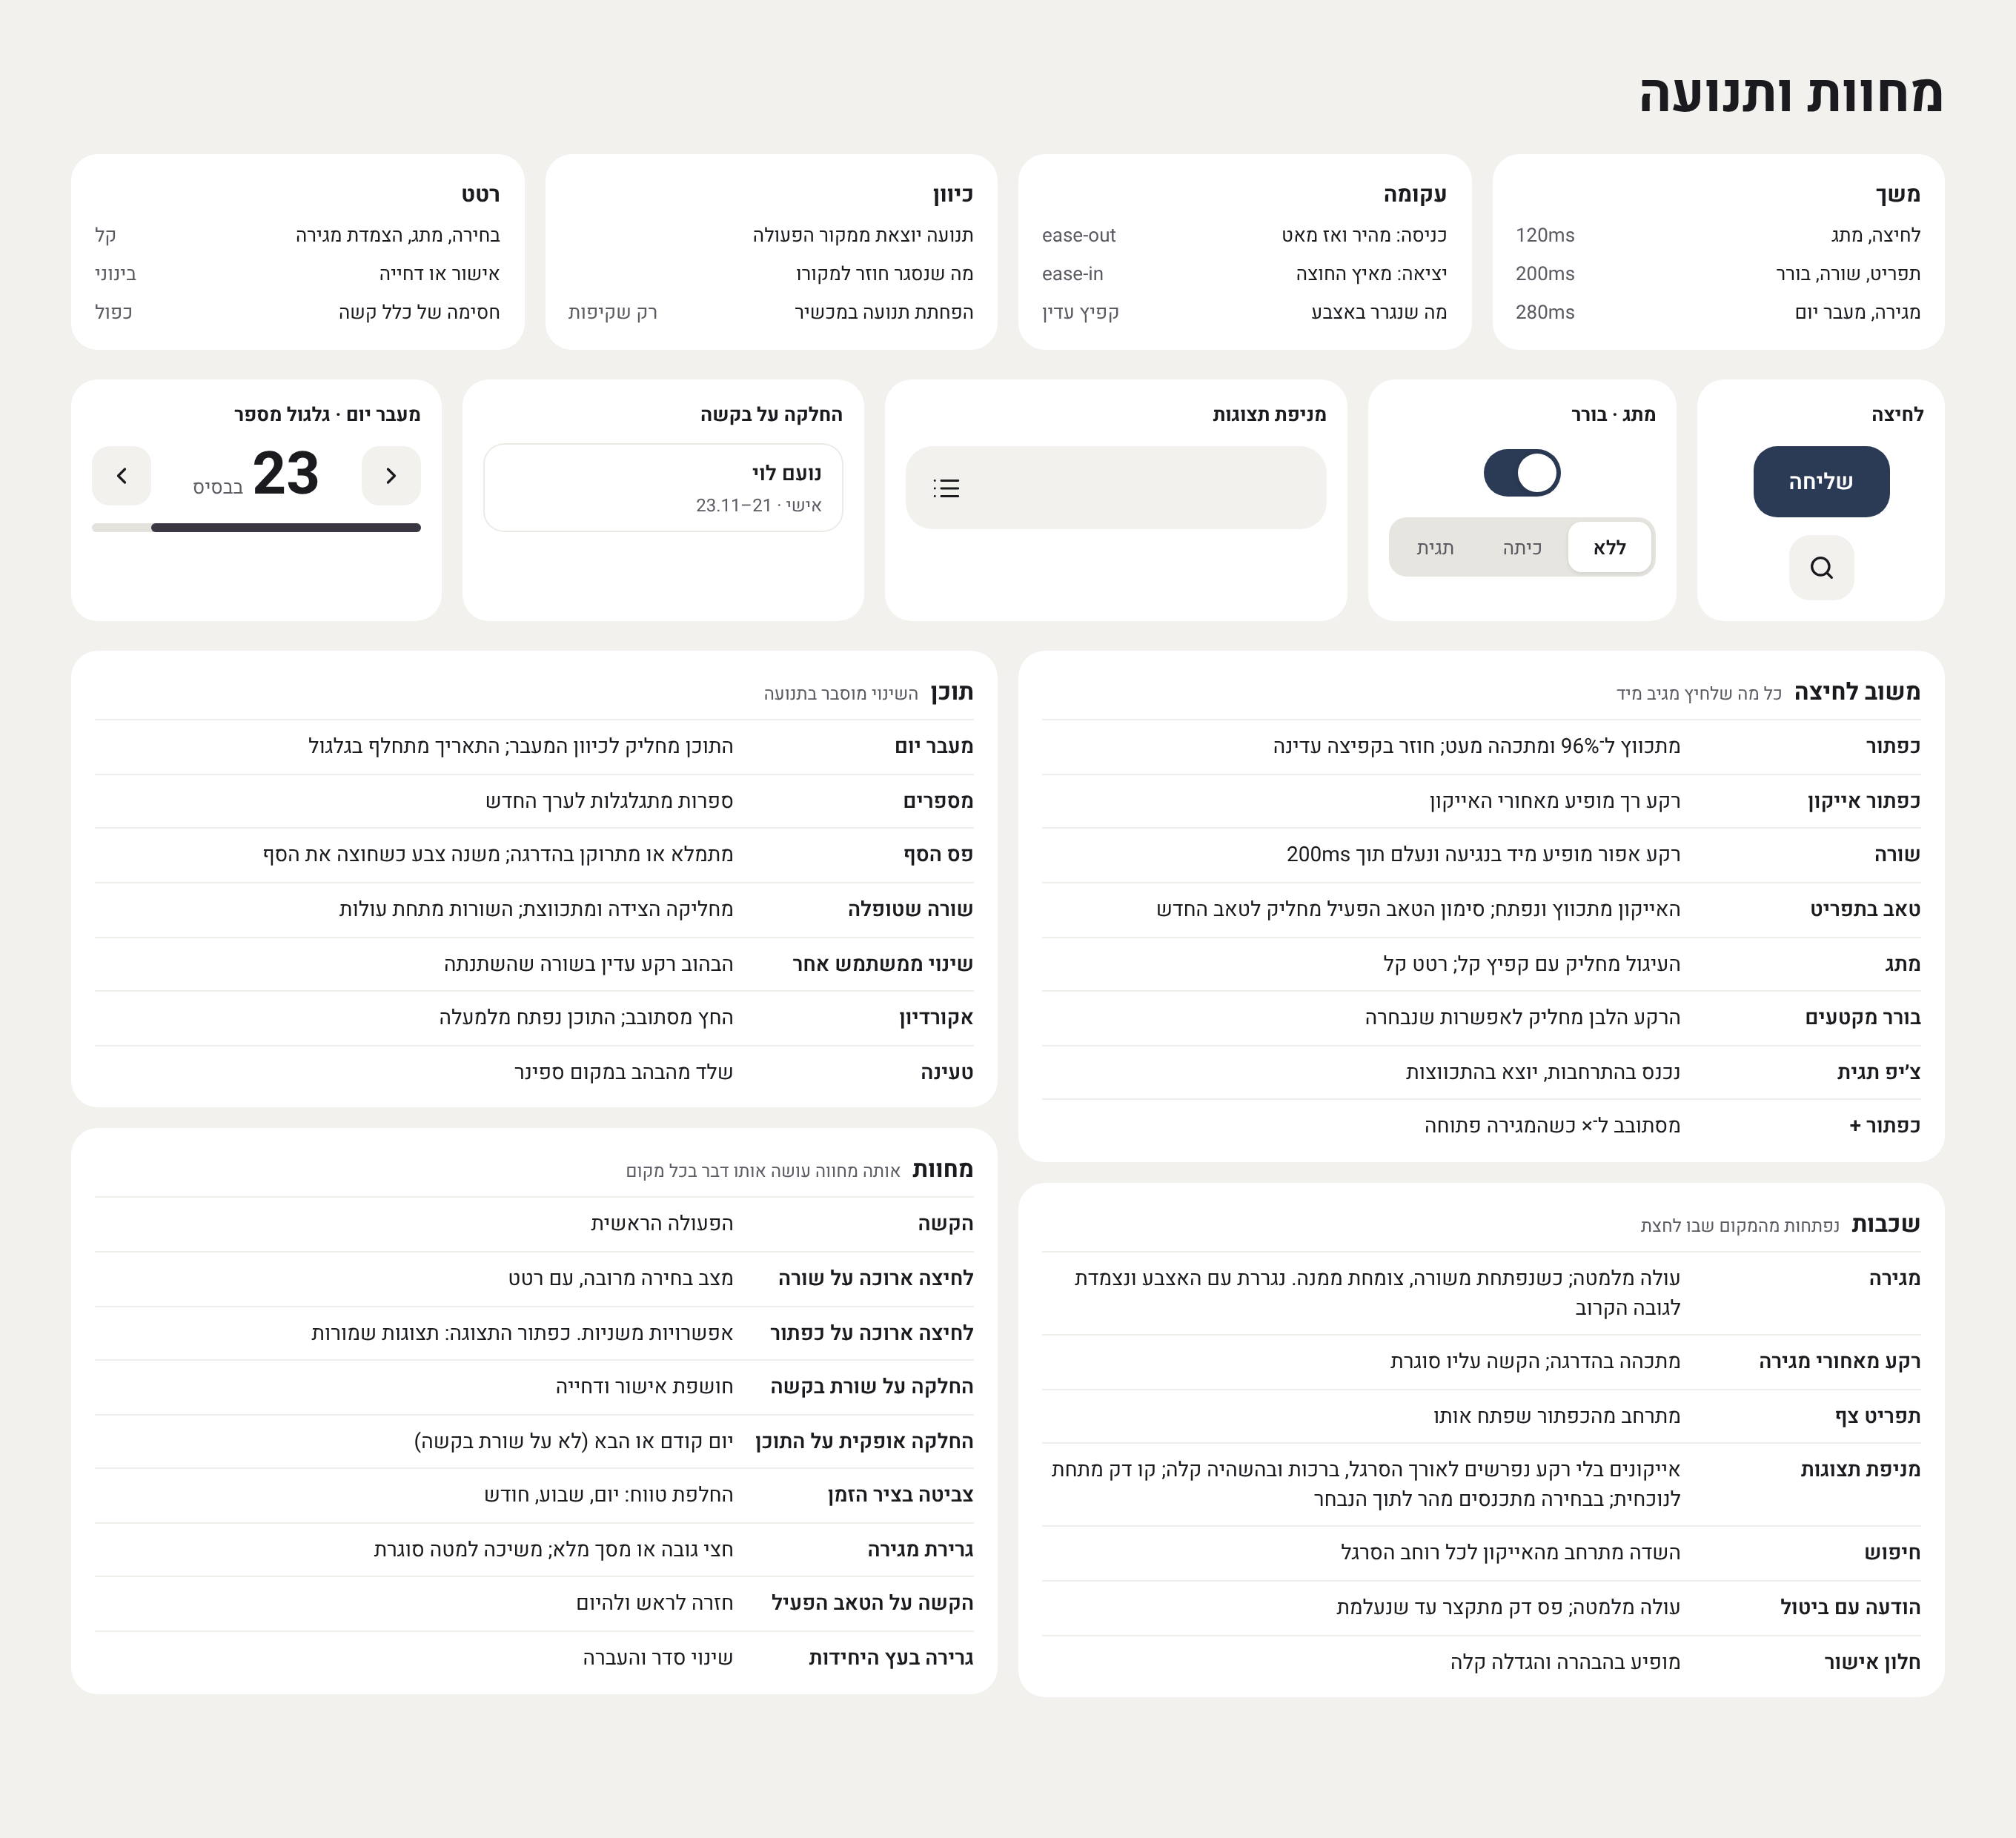 מחוות ותנועה
משך
לחיצה, מתג 120ms
תפריט, שורה, בורר 200ms
מגירה, מעבר יום 280ms
עקומה
כניסה: מהיר ואז מאט ease-out
יציאה: מאיץ החוצה ease-in
מה שנגרר באצבע קפיץ עדין
כיוון
תנועה יוצאת ממקור הפעולה
מה שנסגר חוזר למקורו
הפחתת תנועה במכשיר רק שקיפות
רטט
בחירה, מתג, הצמדת מגירה קל
אישור או דחייה בינוני
חסימה של כלל קשה כפול
לחיצה
שליחה
מתג · בורר
ללא כיתה תגית
מניפת תצוגות
החלקה על בקשה
נועם לוי
אישי · 21–23.11
מעבר יום · גלגול מספר
23 בבסיס
משוב לחיצה כל מה שלחיץ מגיב מיד
כפתור מתכווץ ל־96% ומתכהה מעט; חוזר בקפיצה עדינה
כפתור אייקון רקע רך מופיע מאחורי האייקון
שורה רקע אפור מופיע מיד בנגיעה ונעלם תוך 200ms
טאב בתפריט האייקון מתכווץ ונפתח; סימון הטאב הפעיל מחליק לטאב החדש
מתג העיגול מחליק עם קפיץ קל; רטט קל
בורר מקטעים הרקע הלבן מחליק לאפשרות שנבחרה
צ׳יפ תגית נכנס בהתרחבות, יוצא בהתכווצות
כפתור + מסתובב ל־× כשהמגירה פתוחה
שכבות נפתחות מהמקום שבו לחצת
מגירה עולה מלמטה; כשנפתחת משורה, צומחת ממנה. נגררת עם האצבע ונצמדת
לגובה הקרוב
רקע מאחורי מגירה מתכהה בהדרגה; הקשה עליו סוגרת
תפריט צף מתרחב מהכפתור שפתח אותו
מניפת תצוגות אייקונים בלי רקע נפרשים לאורך הסרגל, ברכות ובהשהיה קלה; קו דק מתחת
לנוכחית; בבחירה מתכנסים מהר לתוך הנבחר
חיפוש השדה מתרחב מהאייקון לכל רוחב הסרגל
הודעה עם ביטול עולה מלמטה; פס דק מתקצר עד שנעלמת
חלון אישור מופיע בהבהרה והגדלה קלה
תוכן השינוי מוסבר בתנועה
מעבר יום התוכן מחליק לכיוון המעבר; התאריך מתחלף בגלגול
מספרים ספרות מתגלגלות לערך החדש
פס הסף מתמלא או מתרוקן בהדרגה; משנה צבע כשחוצה את הסף
שורה שטופלה מחליקה הצידה ומתכווצת; השורות מתחת עולות
שינוי ממשתמש אחר הבהוב רקע עדין בשורה שהשתנתה
אקורדיון החץ מסתובב; התוכן נפתח מלמעלה
טעינה שלד מהבהב במקום ספינר
מחוות אותה מחווה עושה אותו דבר בכל מקום
הקשה הפעולה הראשית
לחיצה ארוכה על שורה מצב בחירה מרובה, עם רטט
לחיצה ארוכה על כפתור אפשרויות משניות. כפתור התצוגה: תצוגות שמורות
החלקה על שורת בקשה חושפת אישור ודחייה
החלקה אופקית על התוכן יום קודם או הבא (לא על שורת בקשה)
צביטה בציר הזמן החלפת טווח: יום, שבוע, חודש
גרירת מגירה חצי גובה או מסך מלא; משיכה למטה סוגרת
הקשה על הטאב הפעיל חזרה לראש ולהיום
גרירה בעץ היחידות שינוי סדר והעברה